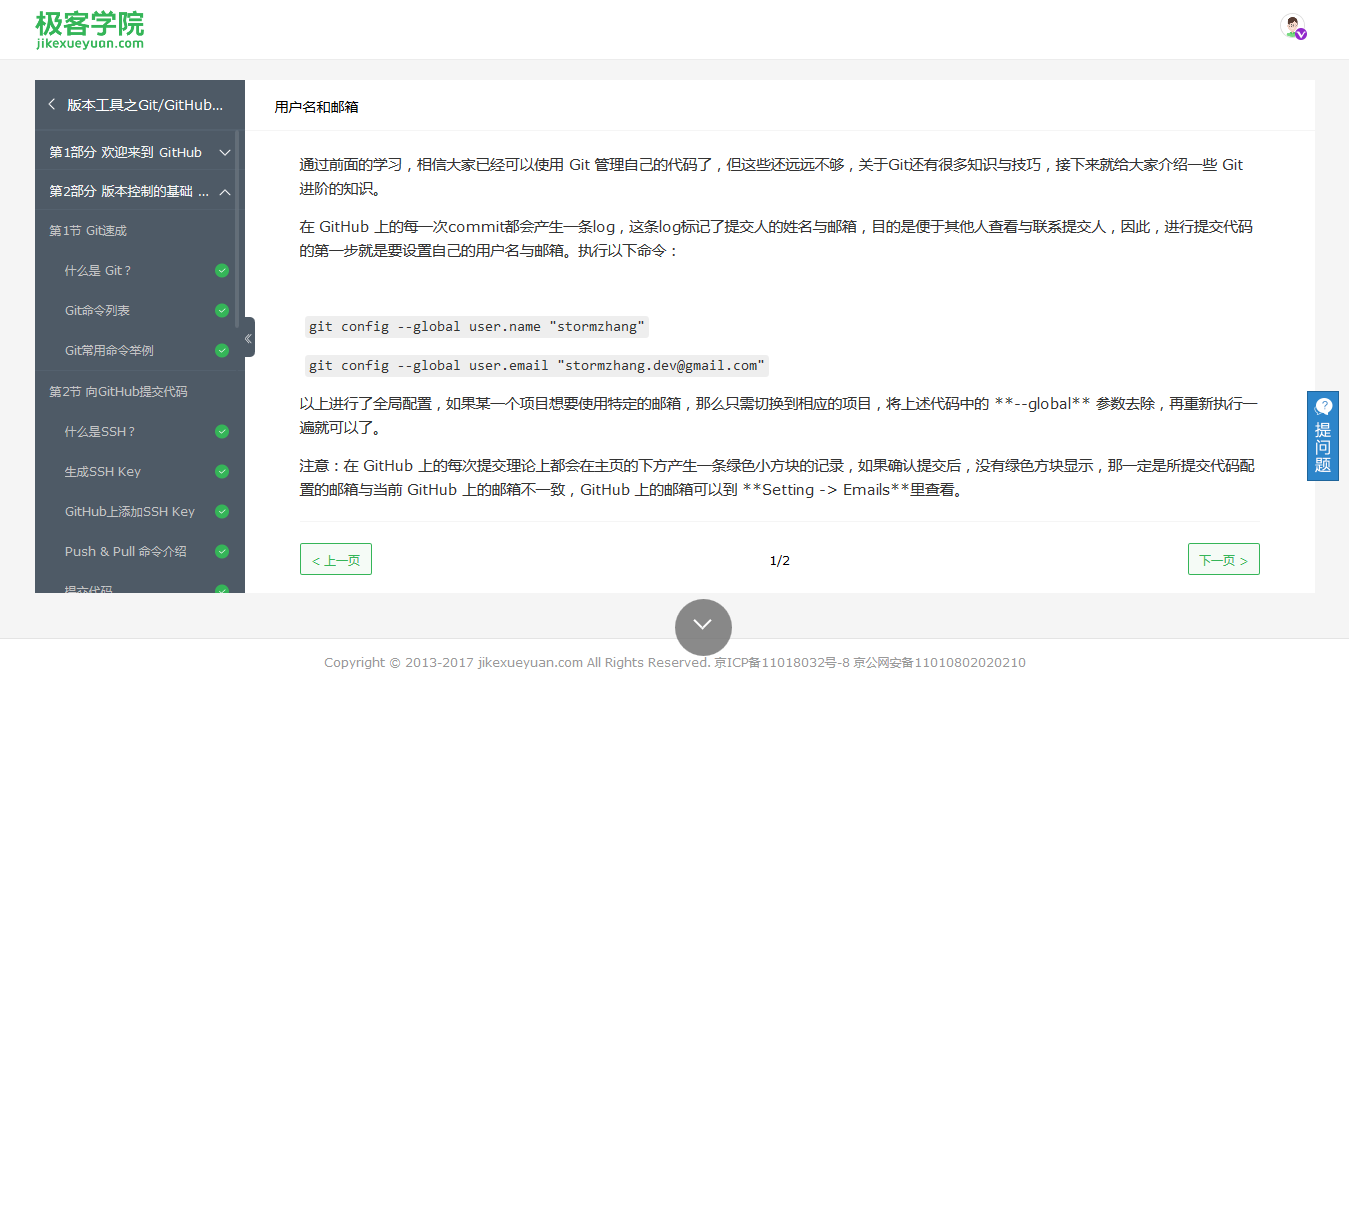 极客学院
jikexueyuan.com
版本工具之Git/GitHub...
第1部分 欢迎来到 GitHub
第2部分 版本控制的基础 ...
第1节 Git速成
什么是 Git？
Git命令列表
Git常用命令举例
第2节 向GitHub提交代码
什么是SSH？
生成SSH Key
GitHub上添加SSH Key
Push & Pull 命令介绍
提交代码
用户名和邮箱
通过前面的学习，相信大家已经可以使用 Git 管理自己的代码了，但这些还远远不够，关于Git还有很多知识与技巧，接下来就给大家介绍一些 Git
进阶的知识。
在 GitHub 上的每一次commit都会产生一条log，这条log标记了提交人的姓名与邮箱，目的是便于其他人查看与联系提交人，因此，进行提交代码
的第一步就是要设置自己的用户名与邮箱。执行以下命令：
git config --global user.name "stormzhang"
git config --global user.email "stormzhang.dev@gmail.com"
以上进行了全局配置，如果某一个项目想要使用特定的邮箱，那么只需切换到相应的项目，将上述代码中的 **--global** 参数去除，再重新执行一
遍就可以了。
注意：在 GitHub 上的每次提交理论上都会在主页的下方产生一条绿色小方块的记录，如果确认提交后，没有绿色方块显示，那一定是所提交代码配
置的邮箱与当前 GitHub 上的邮箱不一致，GitHub 上的邮箱可以到 **Setting -> Emails**里查看。
< 上一页
1/2
下一页 >
提
问
题
Copyright © 2013-2017 jikexueyuan.com All Rights Reserved. 京ICP备11018032号-8 京公网安备11010802020210